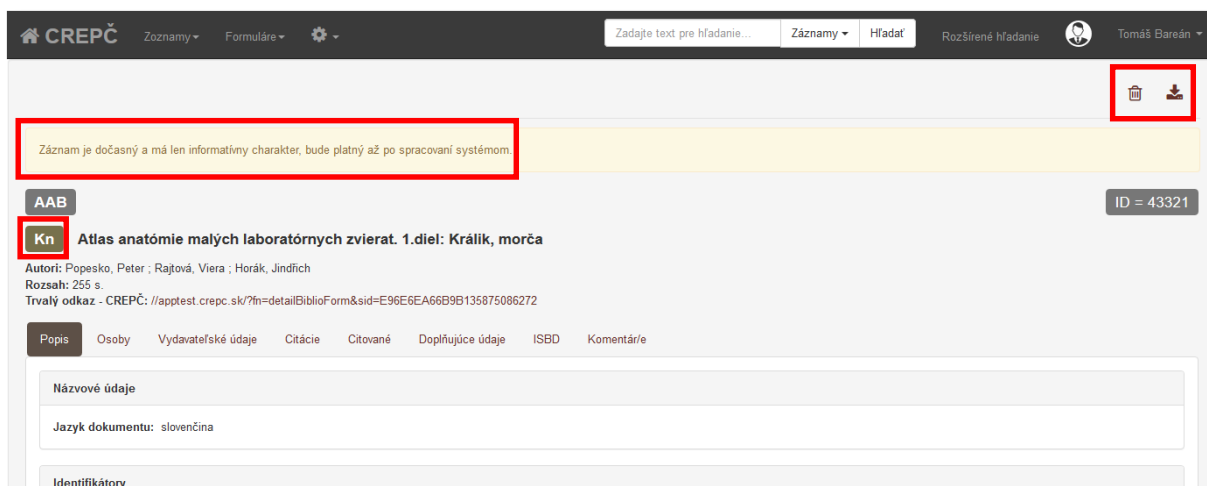 CREPČ Zoznamy Formuláre Zadajte text pre hľadanie... Záznamy Hľadať Rozšírené hľadanie Tomáš Bareán
Záznam je dočasný a má len informatívny charakter, bude platný až po spracovaní systémom.
AAB ID = 43321
Kn Atlas anatómie malých laboratórnych zvierat. 1.diel: Králik, morča
Autori: Popesko, Peter ; Rajtová, Viera ; Horák, Jindřich
Rozsah: 255 s.
Trvalý odkaz - CREPČ: //apptest.crepc.sk/?fn=detailBiblioForm&sid=E96E6EA66B9B135875086272
Popis Osoby Vydavateľské údaje Citácie Citované Doplňujúce údaje ISBD Komentár/e
Názvové údaje
Jazyk dokumentu: slovenčina
Identifikátory